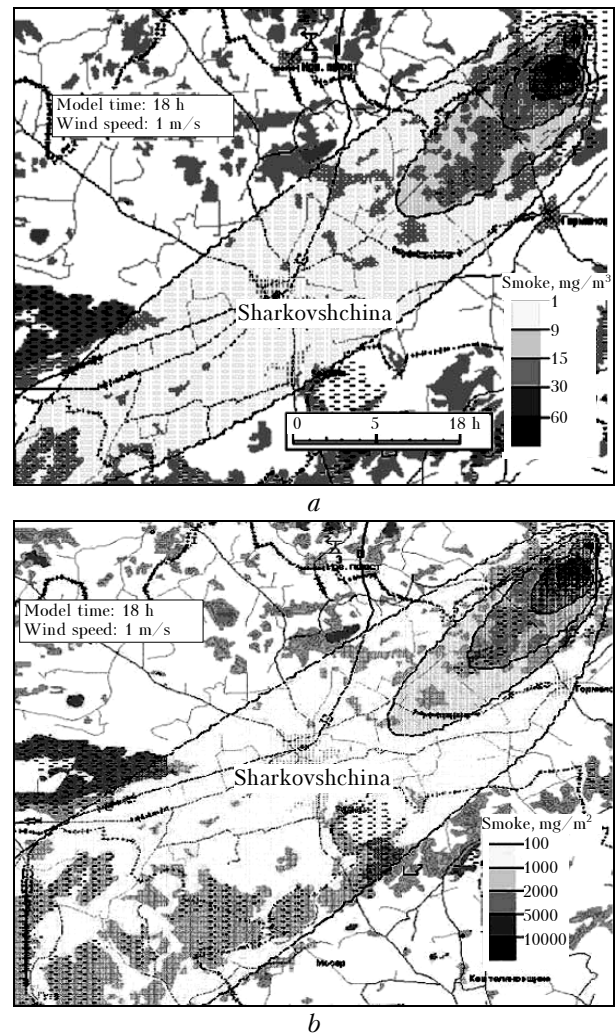 Model time: 18 h
Wind speed: 1 m/s
Sharkovshchina
Smoke, mg/m³
1
9
15
30
60
0 5 18 h
a
Model time: 18 h
Wind speed: 1 m/s
Sharkovshchina
Smoke, mg/m²
100
1000
2000
5000
10000
b